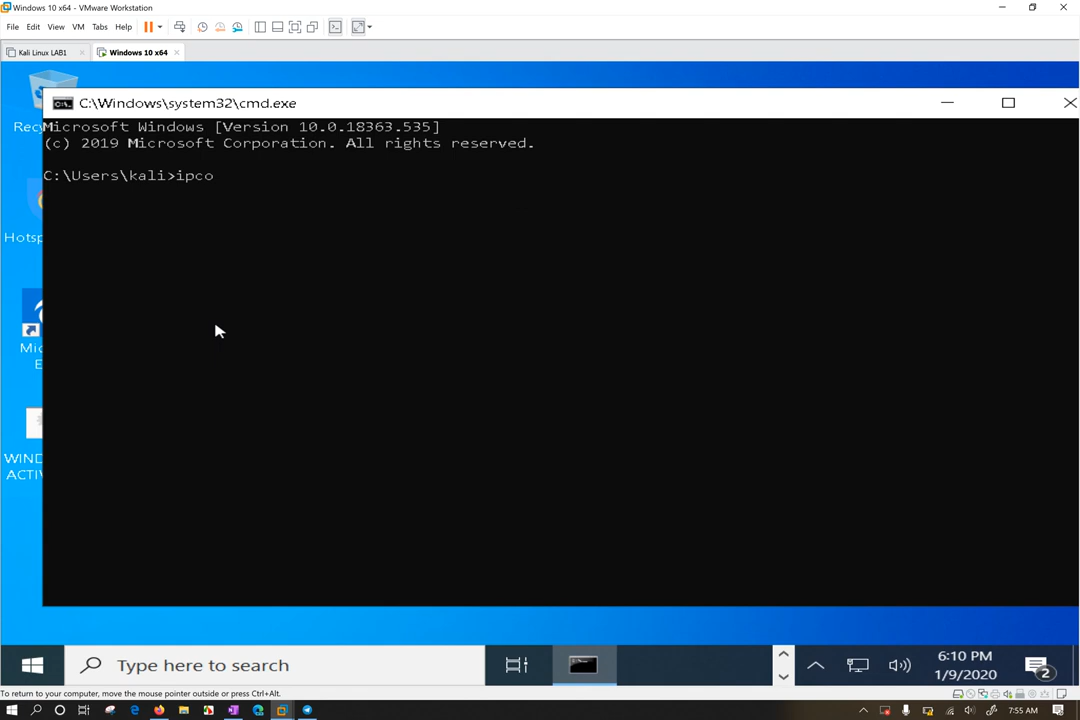 Windows 10 x64 - VMware Workstation
File Edit View VM Tabs Help
Kali Linux LAB1
Windows 10 x64
C:\Windows\system32\cmd.exe
Microsoft Windows [Version 10.0.18363.535]
(c) 2019 Microsoft Corporation. All rights reserved.
C:\Users\kali>ipco
Recy
Hotsp
Mic
E
WIND
ACTIV
Type here to search
6:10 PM
1/9/2020
2
To return to your computer, move the mouse pointer outside or press Ctrl+Alt.
7:55 AM